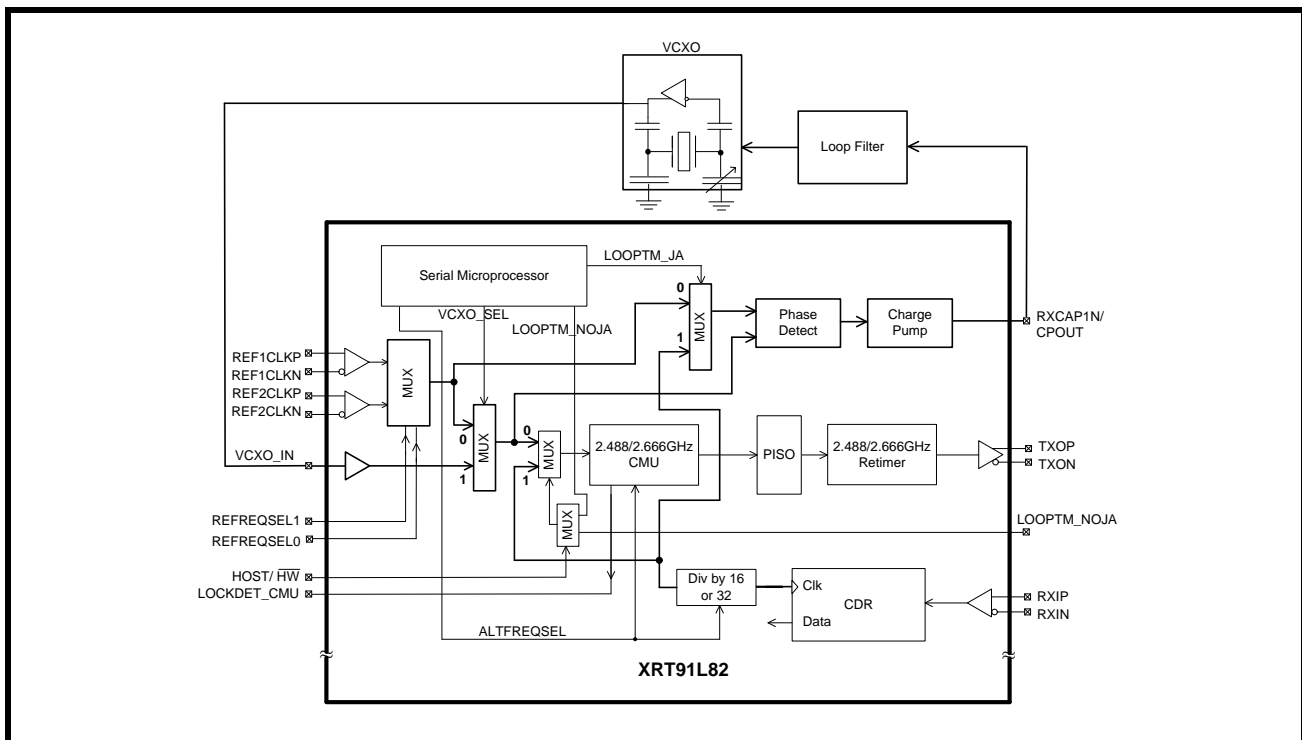 VCXO
Loop Filter
Serial Microprocessor
LOOPTM_JA
VCXO_SEL
LOOPTM_NOJA
0
1
MUX
Phase
Detect
Charge
Pump
RXCAP1N/
CPOUT
REF1CLKP
REF1CLKN
REF2CLKP
REF2CLKN
MUX
VCXO_IN
0
1
MUX
0
1
MUX
2.488/2.666GHz
CMU
PISO
2.488/2.666GHz
Retimer
TXOP
TXON
REFREQSEL1
REFREQSEL0
MUX
LOOPTM_NOJA
HOST/ HW
LOCKDET_CMU
Div by 16
or 32
Clk
CDR
Data
RXIP
RXIN
ALTFREQSEL
XRT91L82